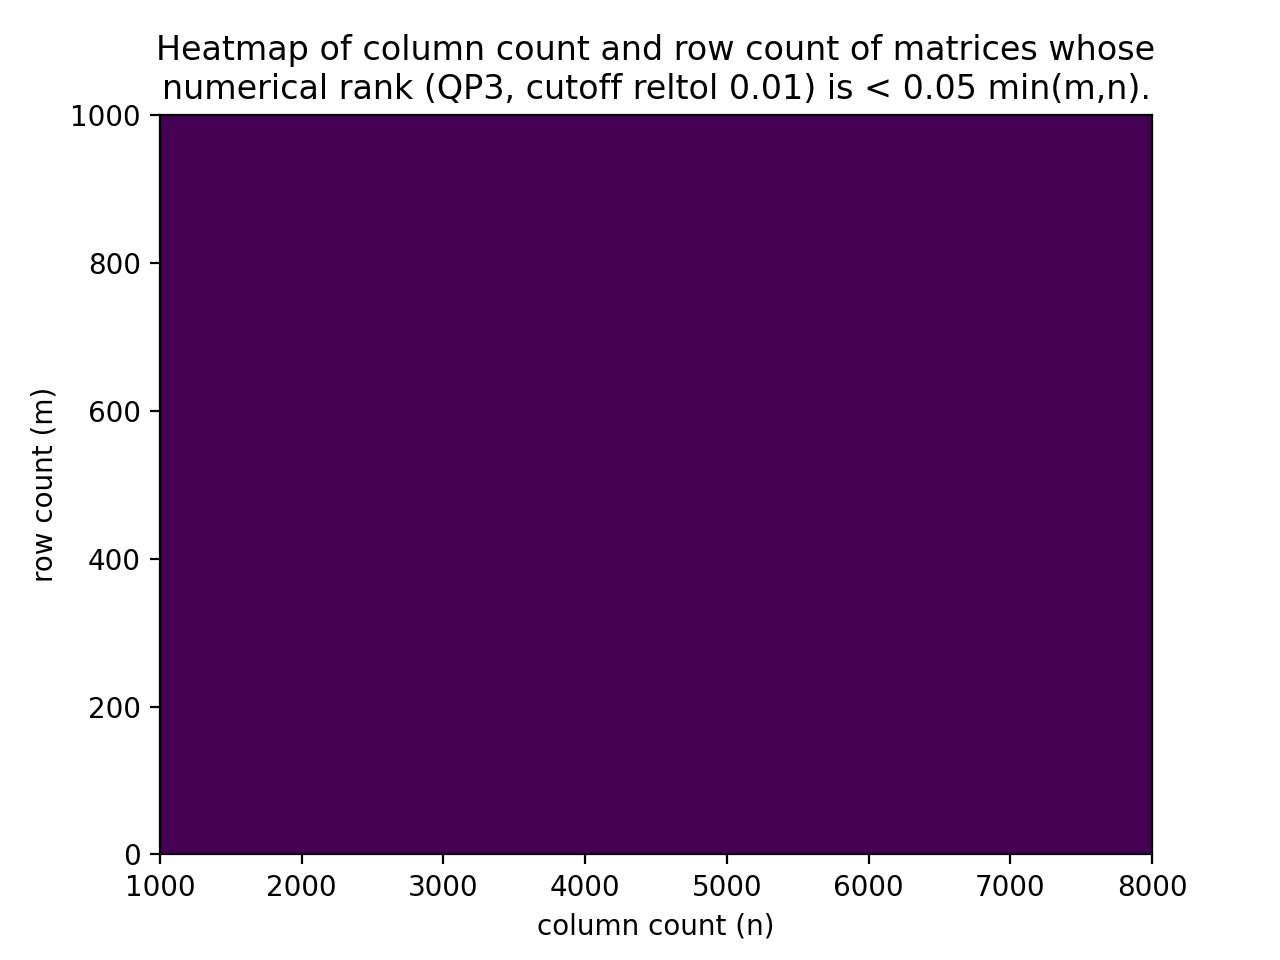 Heatmap of column count and row count of matrices whose
numerical rank (QP3, cutoff reltol 0.01) is < 0.05 min(m,n).
1000
800
600
400
200
0
row count (m)
1000 2000 3000 4000 5000 6000 7000 8000
column count (n)